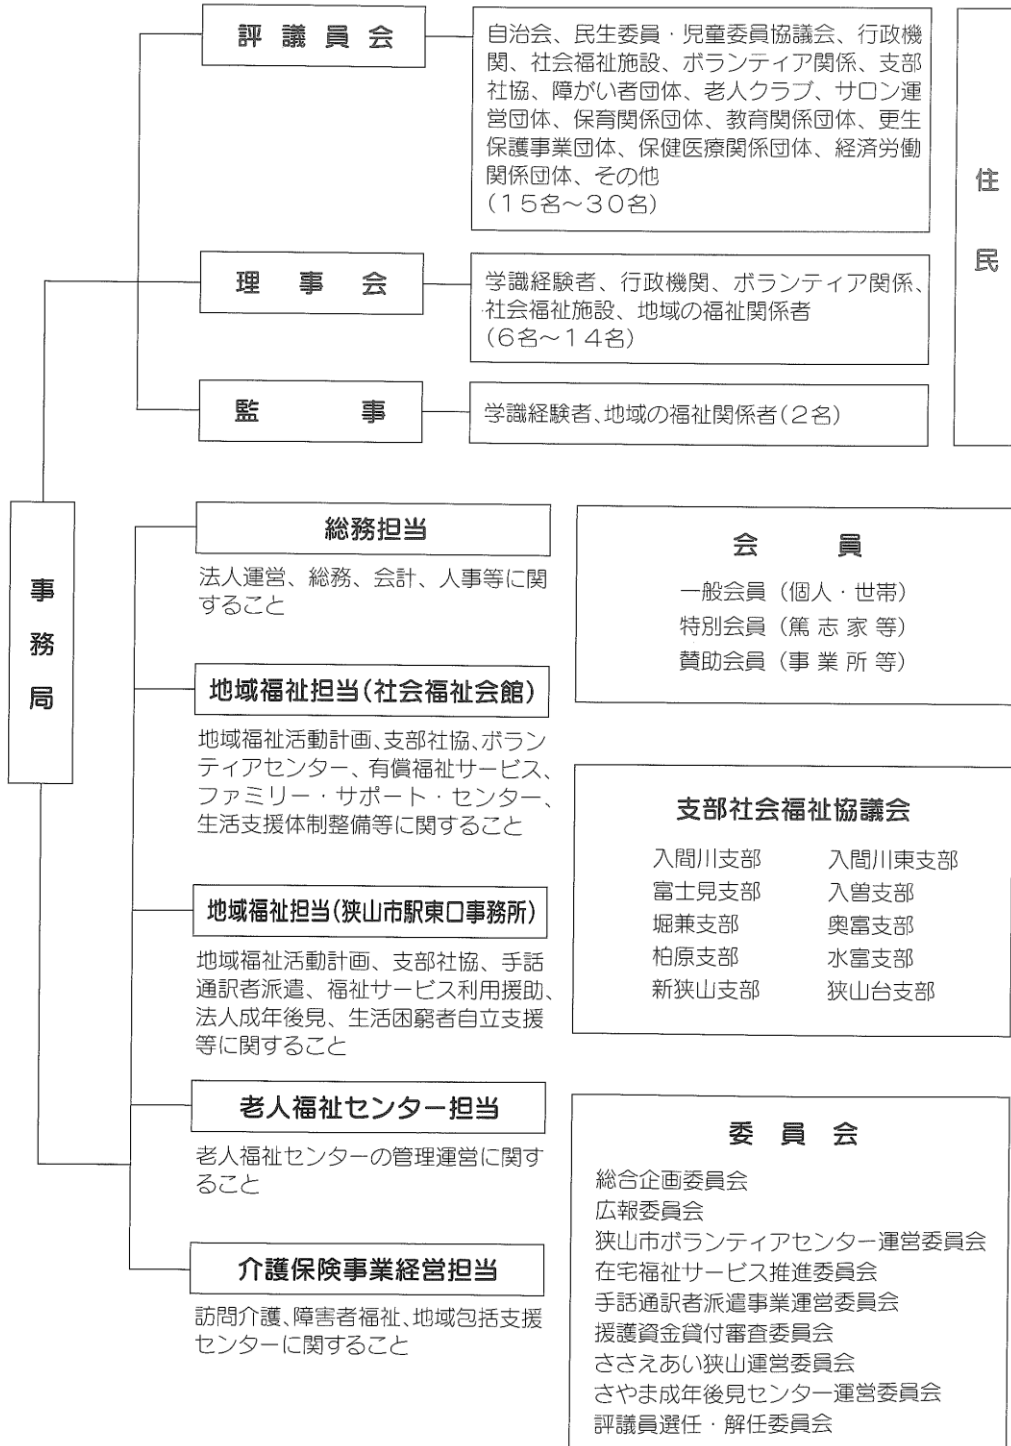 評議員会
自治会、民生委員・児童委員協議会、行政機
関、社会福祉施設、ボランティア関係、支部
社協、障がい者団体、老人クラブ、サロン運
営団体、保育関係団体、教育関係団体、更生
保護事業団体、保健医療関係団体、経済労働
関係団体、その他
(15名～30名)
住民
理事会
学識経験者、行政機関、ボランティア関係、
社会福祉施設、地域の福祉関係者
(6名～14名)
監事
学識経験者、地域の福祉関係者(2名)
事務局
総務担当
法人運営、総務、会計、人事等に関
すること
地域福祉担当(社会福祉会館)
地域福祉活動計画、支部社協、ボラン
ティアセンター、有償福祉サービス、
ファミリー・サポート・センター、
生活支援体制整備等に関すること
地域福祉担当(狭山市駅東口事務所)
地域福祉活動計画、支部社協、手話
通訳者派遣、福祉サービス利用援助、
法人成年後見、生活困窮者自立支援
等に関すること
老人福祉センター担当
老人福祉センターの管理運営に関す
ること
介護保険事業経営担当
訪問介護、障害者福祉、地域包括支援
センターに関すること
会員
一般会員(個人・世帯)
特別会員(篤志家等)
賛助会員(事業所等)
支部社会福祉協議会
入間川支部 入間川東支部
富士見支部 入曽支部
堀兼支部 奥富支部
柏原支部 水富支部
新狭山支部 狭山台支部
委員会
総合企画委員会
広報委員会
狭山市ボランティアセンター運営委員会
在宅福祉サービス推進委員会
手話通訳者派遣事業運営委員会
援護資金貸付審査委員会
ささえあい狭山運営委員会
さやま成年後見センター運営委員会
評議員選任・解任委員会